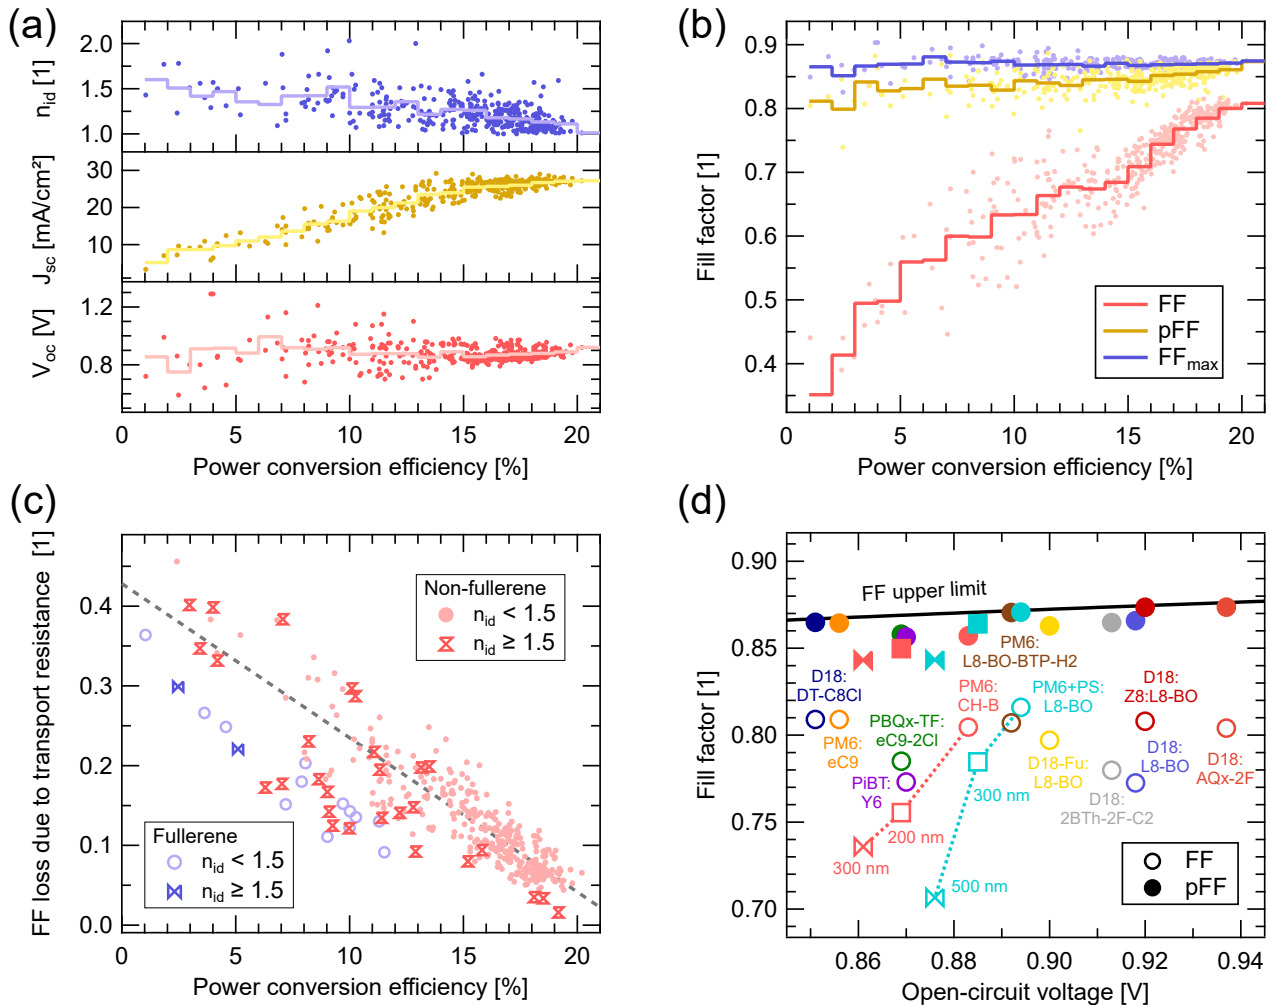 (a)
2.0
1.5
1.0
n_id [1]
30
20
10
J_sc [mA/cm²]
1.2
0.8
V_oc [V]
0 5 10 15 20
Power conversion efficiency [%]
(b)
0.9
0.8
0.7
0.6
0.5
0.4
Fill factor [1]
FF
pFF
FF_max
0 5 10 15 20
Power conversion efficiency [%]
(c)
0.4
0.3
0.2
0.1
0.0
FF loss due to transport resistance [1]
Non-fullerene
n_id < 1.5
n_id ≥ 1.5
Fullerene
n_id < 1.5
n_id ≥ 1.5
0 5 10 15 20
Power conversion efficiency [%]
(d)
0.90
0.85
0.80
0.75
0.70
Fill factor [1]
FF upper limit
PM6:
L8-BO-BTP-H2
D18:
DT-C8Cl
PM6:
CH-B
PM6+PS:
L8-BO
D18:
Z8:L8-BO
PBQx-TF:
eC9-2Cl
PM6:
eC9
PiBT:
Y6
D18-Fu:
L8-BO
D18:
L8-BO
D18:
AQx-2F
D18:
2BTh-2F-C2
300 nm
200 nm
300 nm
500 nm
FF
pFF
0.86 0.88 0.90 0.92 0.94
Open-circuit voltage [V]